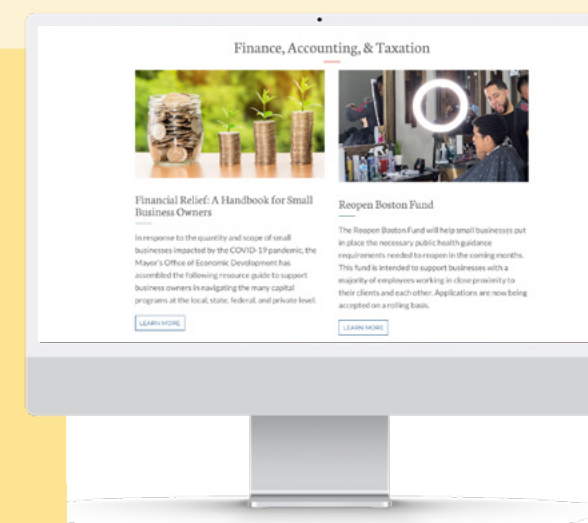 Finance, Accounting, & Taxation
Financial Relief: A Handbook for Small
Business Owners
In response to the quantity and scope of small
businesses impacted by the COVID-19 pandemic, the
Mayor's Office of Economic Development has
assembled the following resource guide to support
business owners in navigating the many capital
programs at the local, state, federal, and private level.
LEARN MORE
Reopen Boston Fund
The Reopen Boston Fund will help small businesses put
in place the necessary public health guidance
requirements needed to reopen in the coming months.
This fund is intended to support businesses with a
majority of employees working in close proximity to
their clients and each other. Applications are now being
accepted on a rolling basis.
LEARN MORE